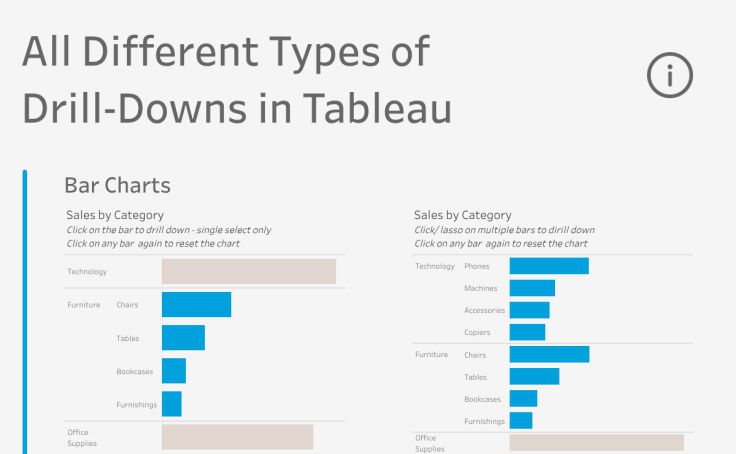 All Different Types of
Drill-Downs in Tableau
i
Bar Charts
Sales by Category
Click on the bar to drill down - single select only
Click on any bar again to reset the chart
Technology
Furniture Chairs
Tables
Bookcases
Furnishings
Office
Supplies
Sales by Category
Click/ lasso on multiple bars to dirill down
Click on any bar again to reset the chart
Technology Phones
Machines
Accessories
Copiers
Furniture Chairs
Tables
Bookcases
Furnishings
Office
Supplies